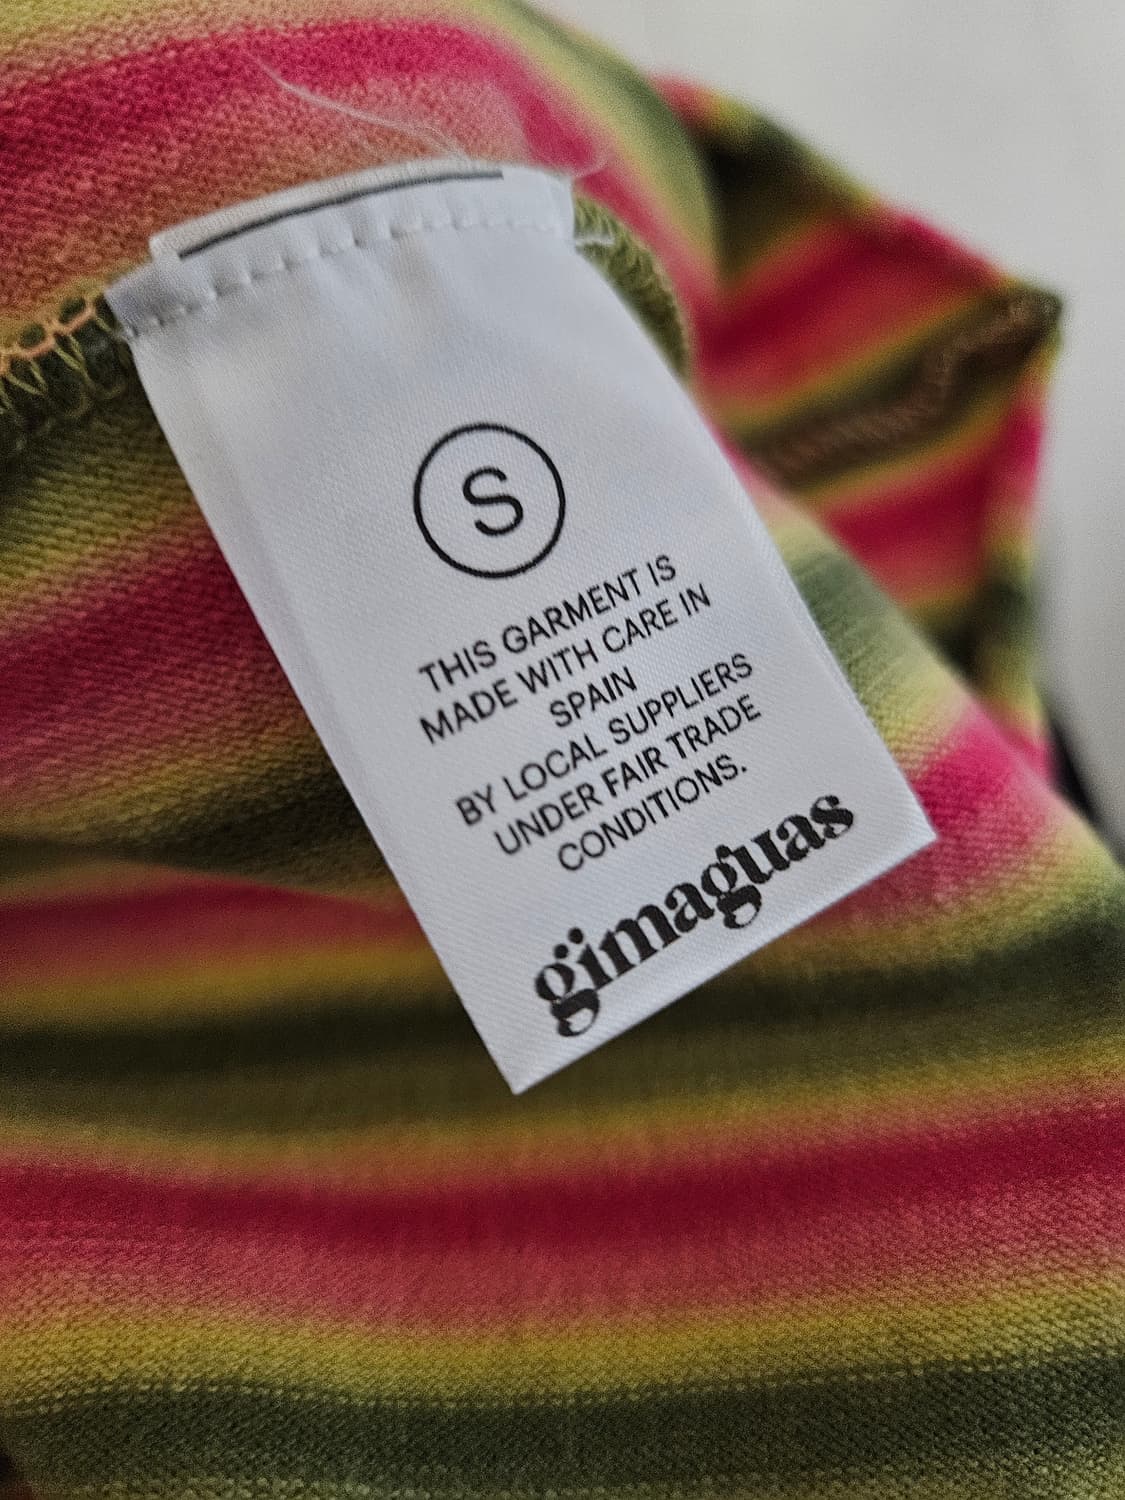 S
THIS GARMENT IS
MADE WITH CARE IN
SPAIN
BY LOCAL SUPPLIERS
UNDER FAIR TRADE
CONDITIONS.
gimaguas